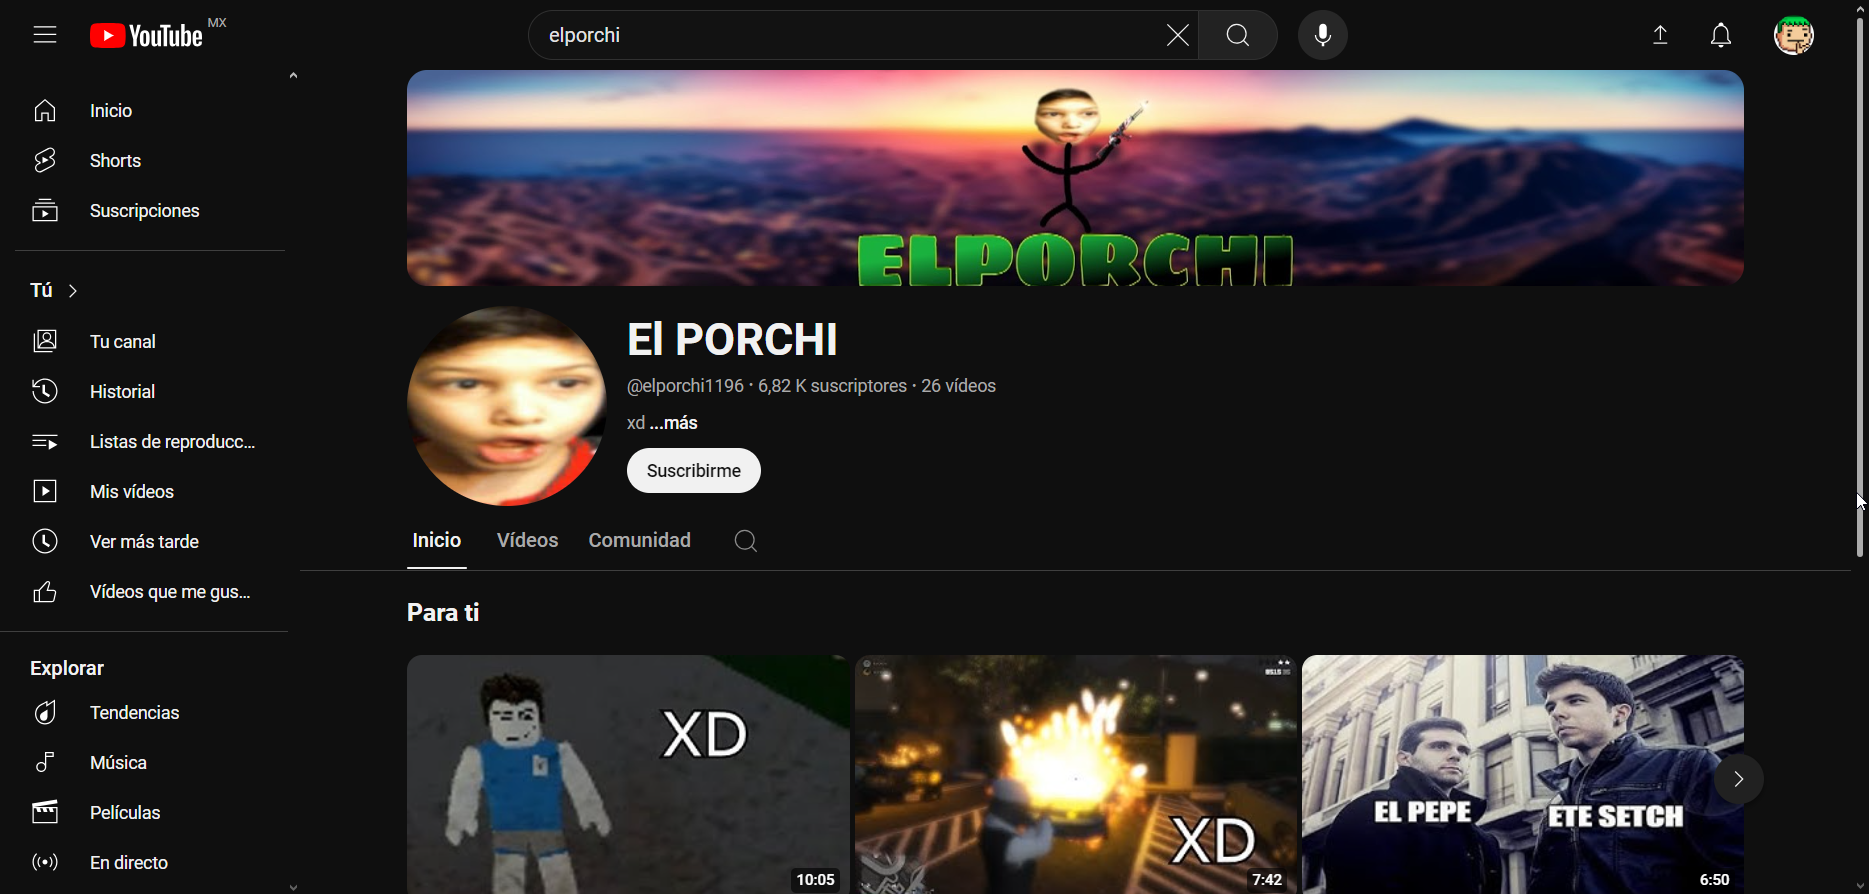 YouTube MX
elporchi
Inicio
Shorts
Suscripciones
Tú
Tu canal
Historial
Listas de reproducc...
Mis vídeos
Ver más tarde
Vídeos que me gus...
Explorar
Tendencias
Música
Películas
En directo
ELPORCHI
El PORCHI
@elporchi1196 · 6,82 K suscriptores · 26 vídeos
xd ...más
Suscribirme
Inicio
Vídeos
Comunidad
Para ti
XD
10:05
XD
7:42
EL PEPE
ETE SETCH
6:50